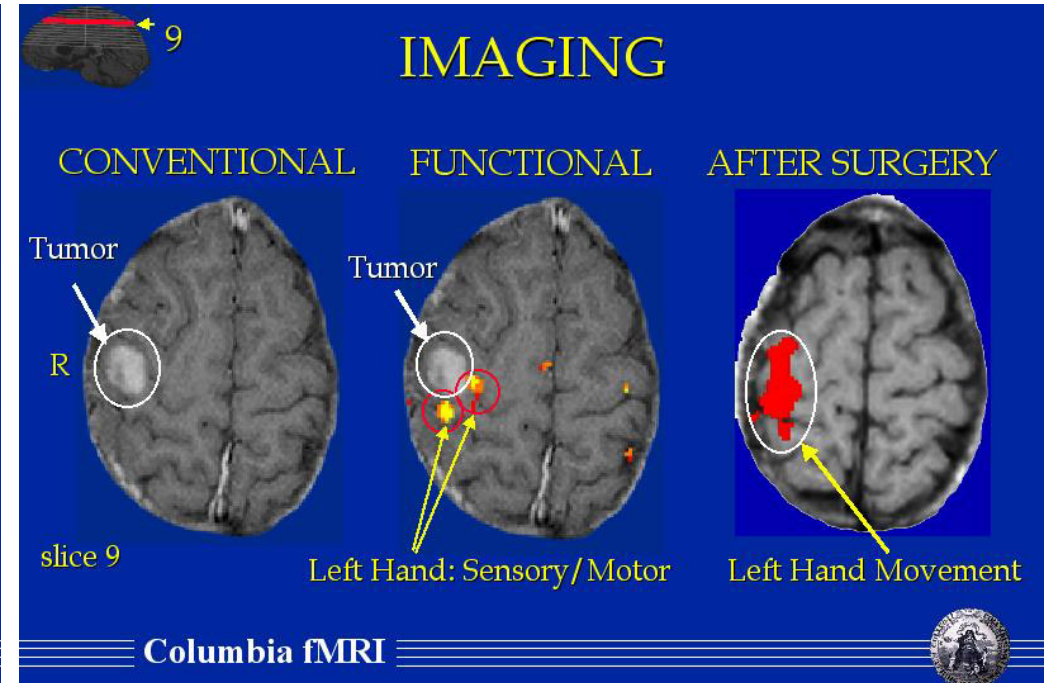 9
IMAGING
CONVENTIONAL
FUNCTIONAL
AFTER SURGERY
Tumor
Tumor
R
slice 9
Left Hand: Sensory/Motor
Left Hand Movement
Columbia fMRI